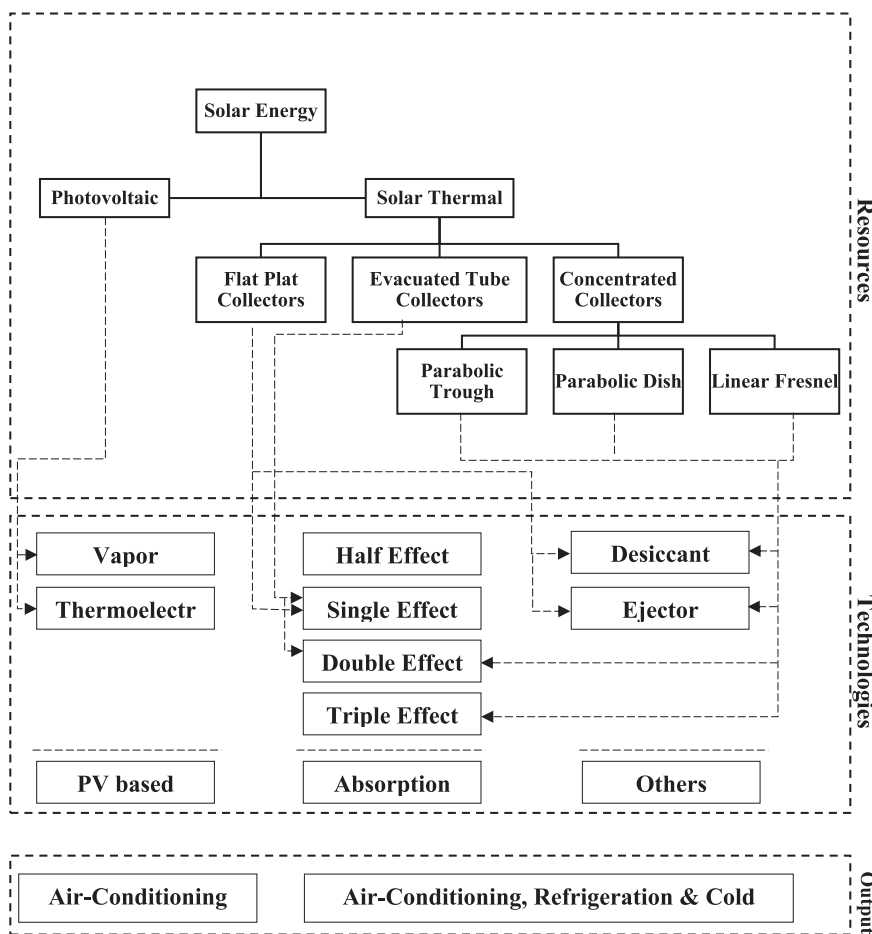 Solar Energy
Photovoltaic
Solar Thermal
Flat Plat
Collectors
Evacuated Tube
Collectors
Concentrated
Collectors
Parabolic
Trough
Parabolic Dish
Linear Fresnel
Resources
Vapor
Half Effect
Desiccant
Thermoelectr
Single Effect
Ejector
Double Effect
Triple Effect
PV based
Absorption
Others
Technologies
Air-Conditioning
Air-Conditioning, Refrigeration & Cold
Output